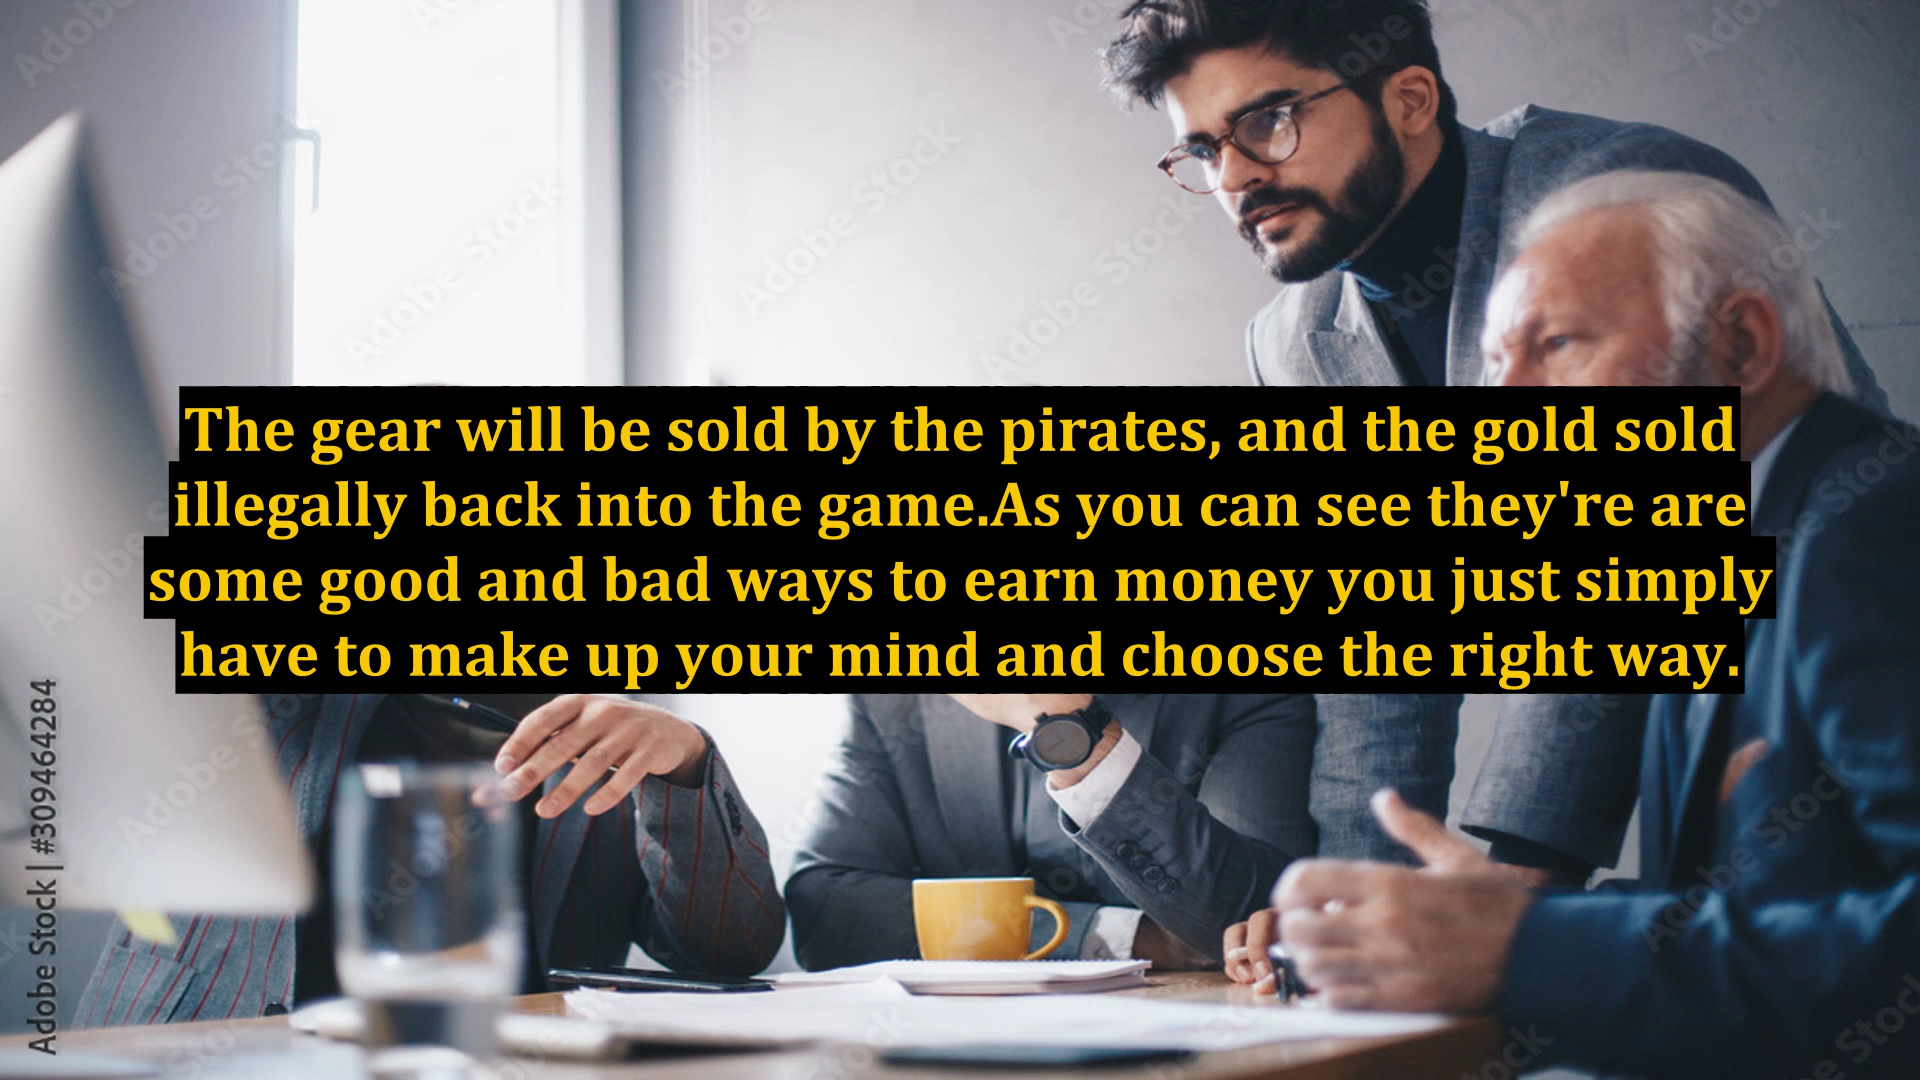 The gear will be sold by the pirates, and the gold sold
illegally back into the game.As you can see they're are
some good and bad ways to earn money you just simply
have to make up your mind and choose the right way.
Adobe Stock | #309464284
Adobe Stock